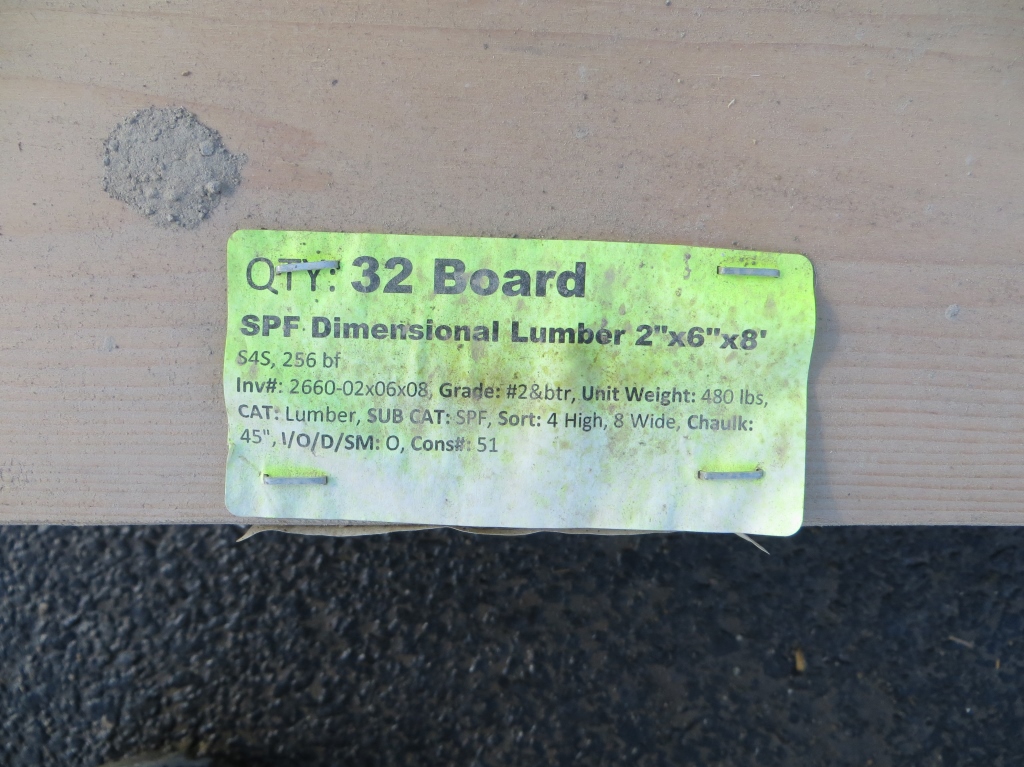 QTY: 32 Board
SPF Dimensional Lumber 2"x6"x8'
S4S, 256 bf
Inv#: 2660-02x06x08, Grade: #2&btr, Unit Weight: 480 lbs,
CAT: Lumber, SUB CAT: SPF, Sort: 4 High, 8 Wide, Chaulk:
45", I/O/D/SM: O, Cons#: 51